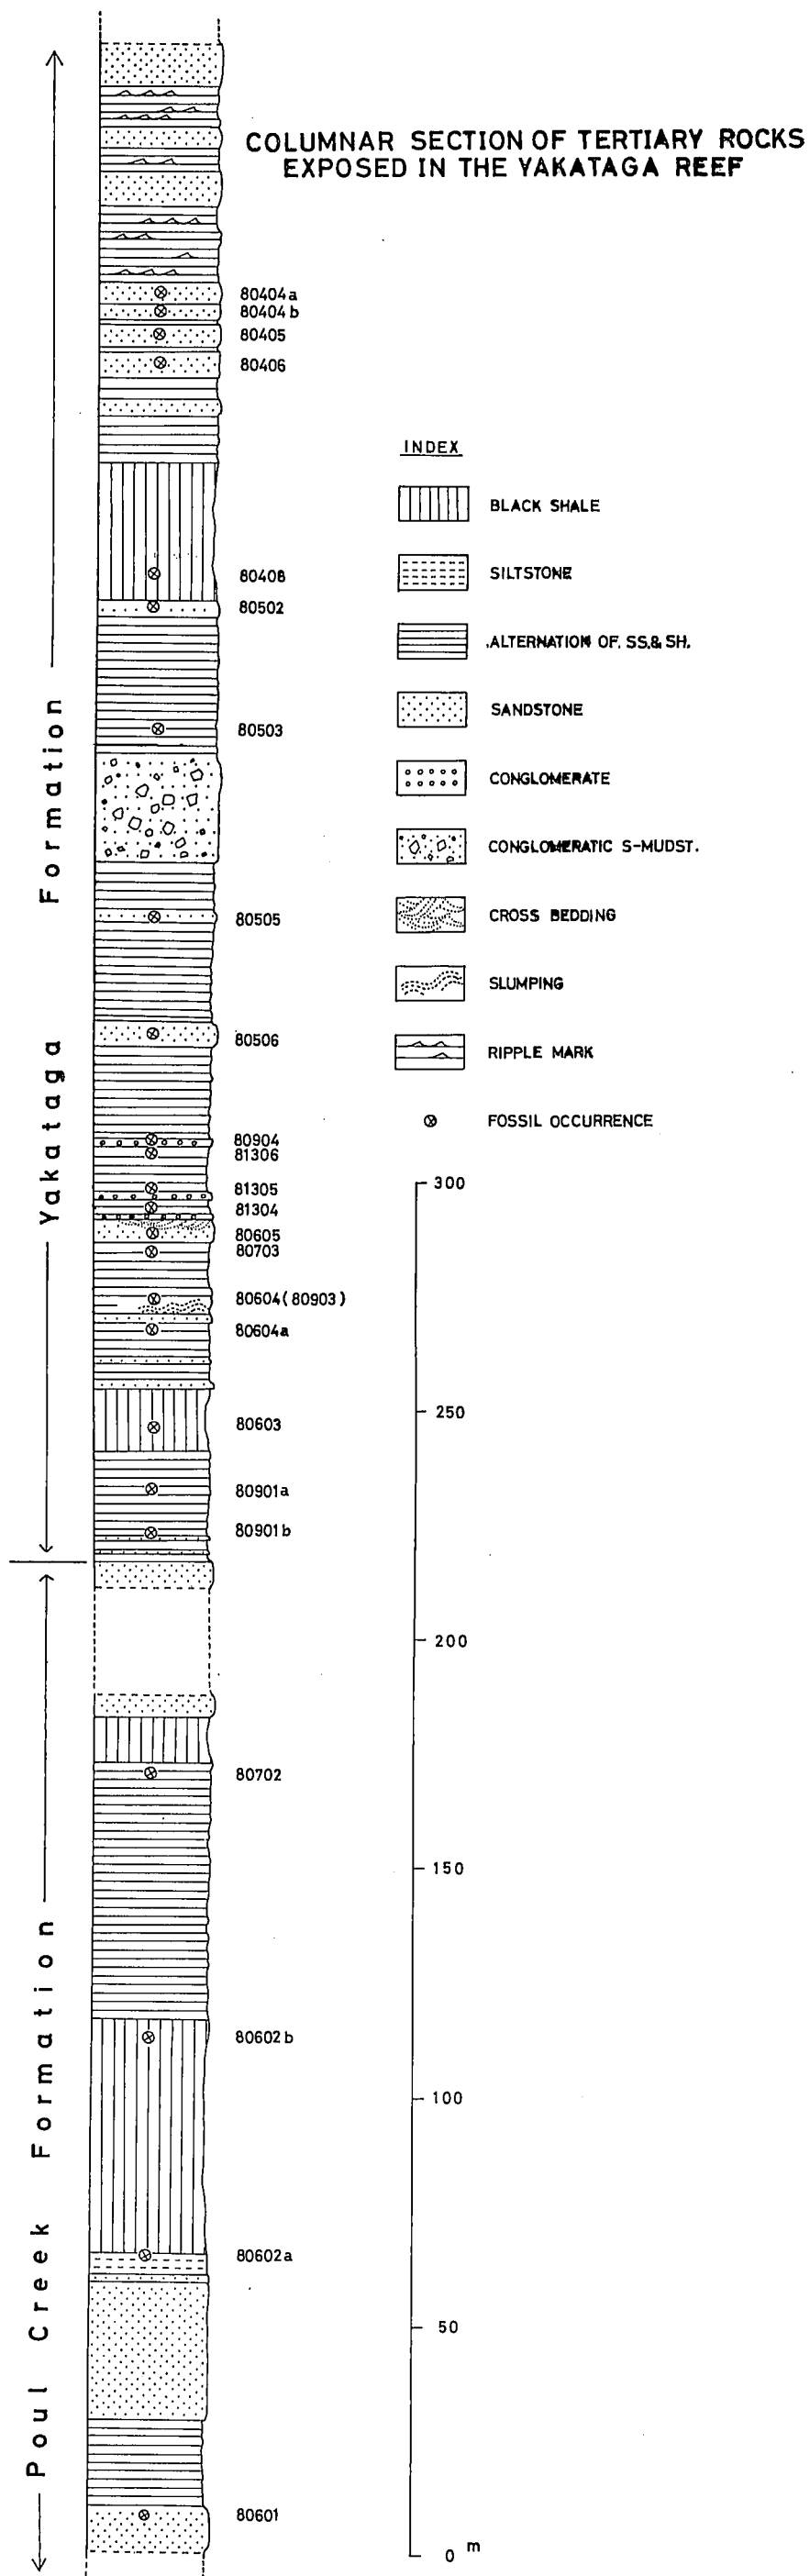 COLUMNAR SECTION OF TERTIARY ROCKS
EXPOSED IN THE YAKATAGA REEF
80404a
80404b
80405
80406
80408
80502
80503
80505
80506
80904
81306
81305
81304
80605
80703
80604(80903)
80604a
80603
80901a
80901b
80702
80602b
80602a
80601
Yakataga Formation
Poul Creek Formation
INDEX
BLACK SHALE
SILTSTONE
ALTERNATION OF. SS.& SH.
SANDSTONE
CONGLOMERATE
CONGLOMERATIC S-MUDST.
CROSS BEDDING
SLUMPING
RIPPLE MARK
FOSSIL OCCURRENCE
300
250
200
150
100
50
0 m